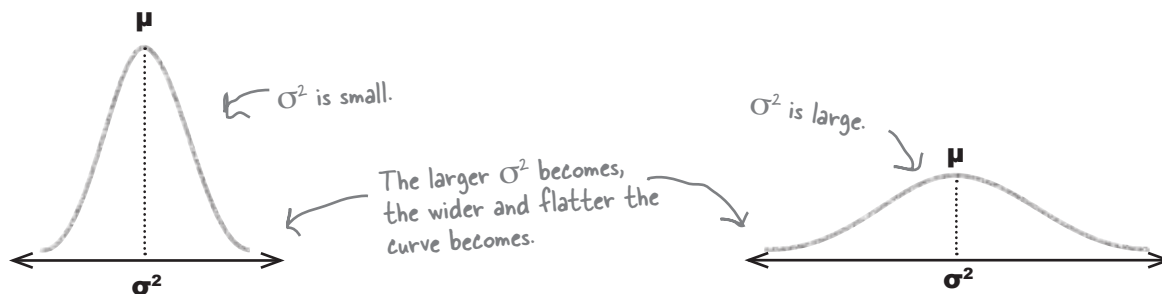 μ
σ² is small.
The larger σ² becomes,
the wider and flatter the
curve becomes.
σ²
σ² is large.
μ
σ²